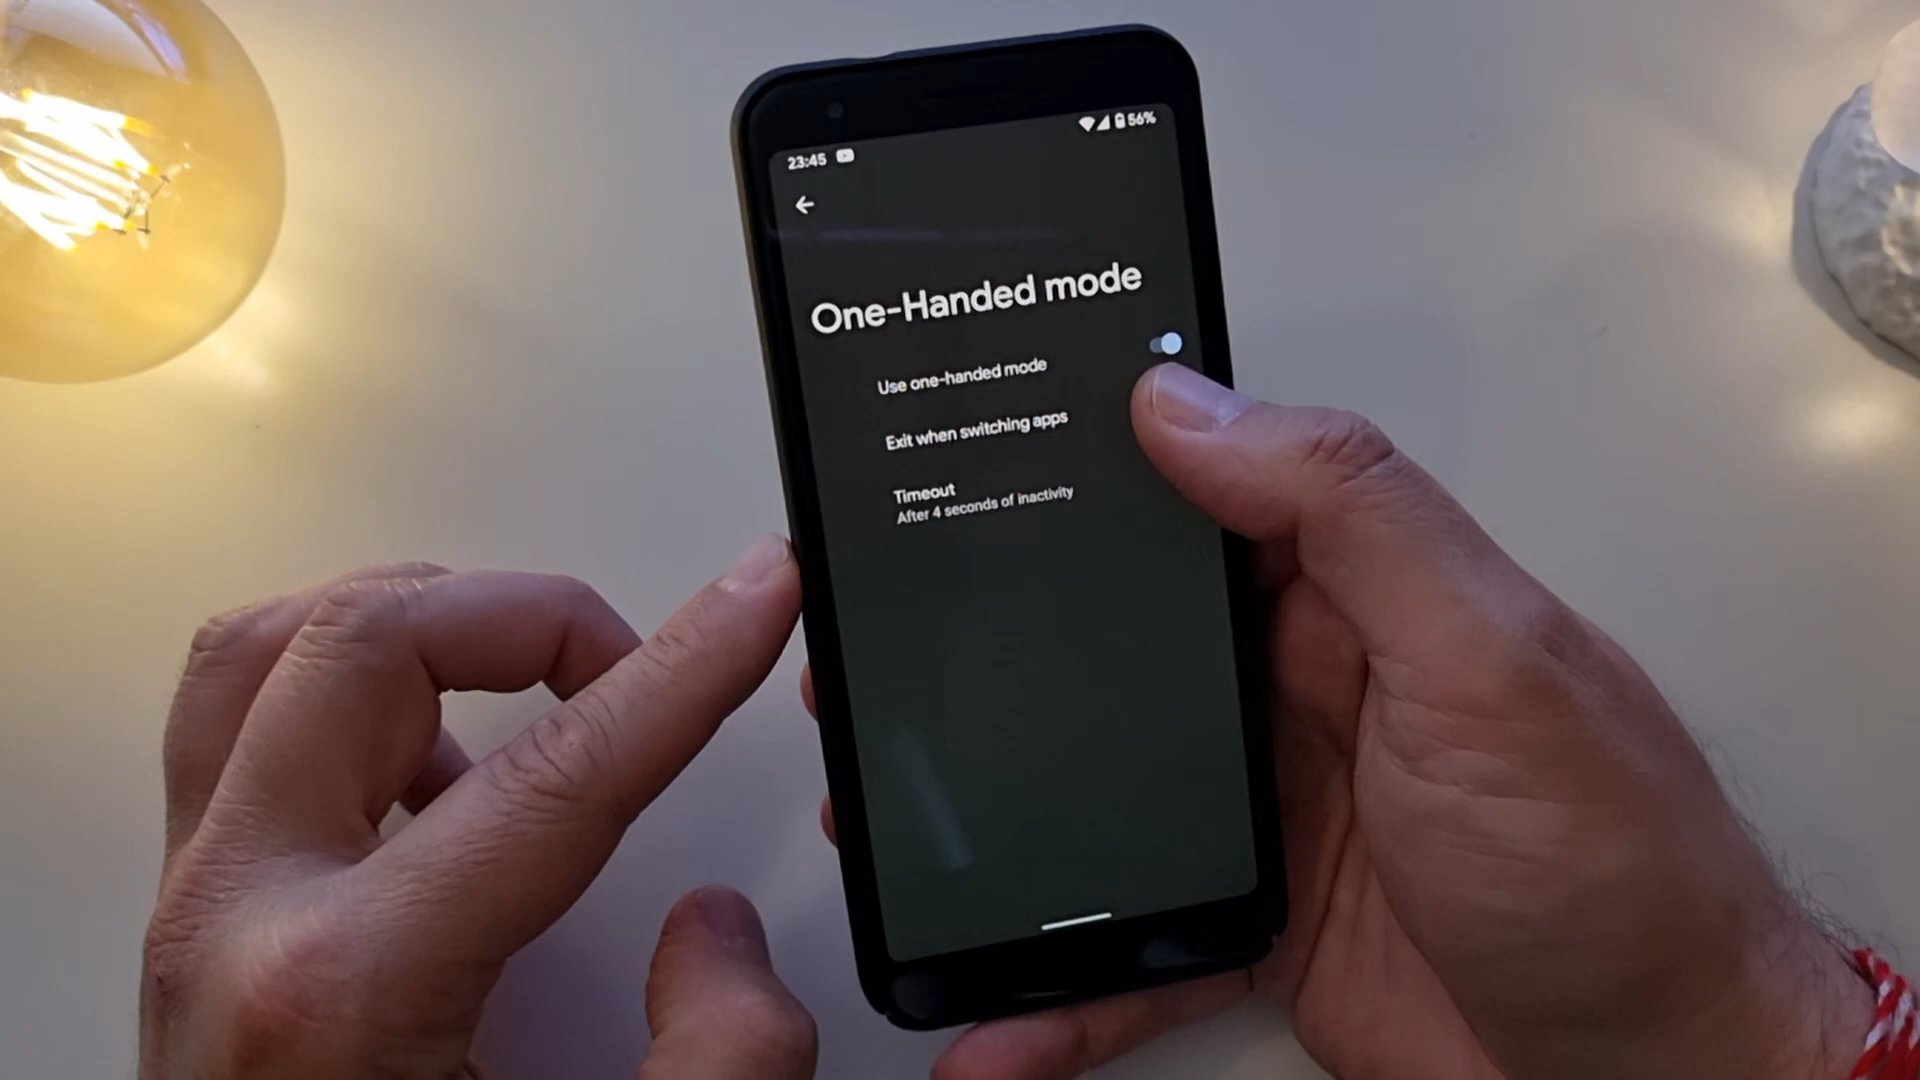 23:45
56%
One-Handed mode
Use one-handed mode
Exit when switching apps
Timeout
After 4 seconds of inactivity